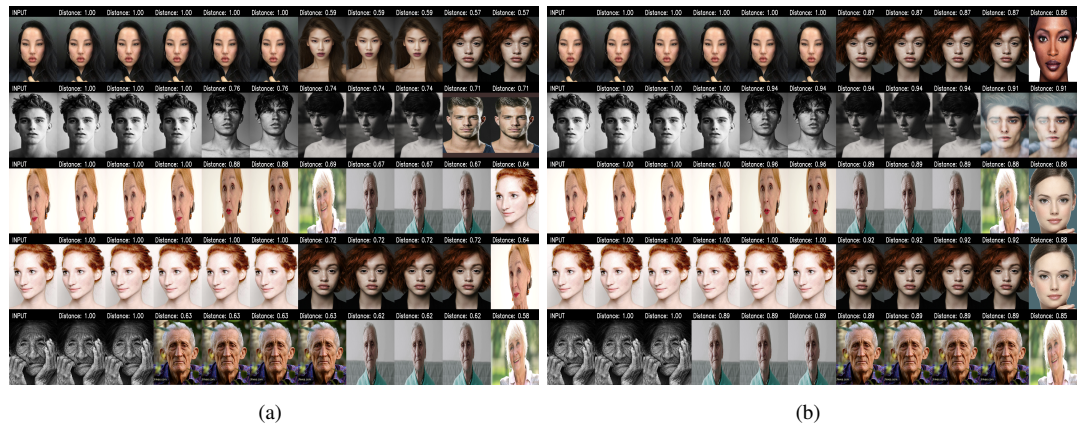 INPUT Distance: 1.00 Distance: 1.00 Distance: 1.00 Distance: 1.00 Distance: 1.00 Distance: 0.59 Distance: 0.59 Distance: 0.59 Distance: 0.57 Distance: 0.57
INPUT Distance: 1.00 Distance: 1.00 Distance: 1.00 Distance: 0.76 Distance: 0.76 Distance: 0.74 Distance: 0.74 Distance: 0.74 Distance: 0.71 Distance: 0.71
INPUT Distance: 1.00 Distance: 1.00 Distance: 1.00 Distance: 0.88 Distance: 0.88 Distance: 0.69 Distance: 0.67 Distance: 0.67 Distance: 0.67 Distance: 0.64
INPUT Distance: 1.00 Distance: 1.00 Distance: 1.00 Distance: 1.00 Distance: 1.00 Distance: 0.72 Distance: 0.72 Distance: 0.72 Distance: 0.72 Distance: 0.64
INPUT Distance: 1.00 Distance: 1.00 Distance: 0.63 Distance: 0.63 Distance: 0.63 Distance: 0.63 Distance: 0.62 Distance: 0.62 Distance: 0.62 Distance: 0.58
(a)
INPUT Distance: 1.00 Distance: 1.00 Distance: 1.00 Distance: 1.00 Distance: 1.00 Distance: 0.87 Distance: 0.87 Distance: 0.87 Distance: 0.87 Distance: 0.86
INPUT Distance: 1.00 Distance: 1.00 Distance: 1.00 Distance: 0.94 Distance: 0.94 Distance: 0.94 Distance: 0.94 Distance: 0.94 Distance: 0.91 Distance: 0.91
INPUT Distance: 1.00 Distance: 1.00 Distance: 1.00 Distance: 0.96 Distance: 0.96 Distance: 0.89 Distance: 0.89 Distance: 0.89 Distance: 0.88 Distance: 0.86
INPUT Distance: 1.00 Distance: 1.00 Distance: 1.00 Distance: 1.00 Distance: 1.00 Distance: 0.92 Distance: 0.92 Distance: 0.92 Distance: 0.92 Distance: 0.88
INPUT Distance: 1.00 Distance: 1.00 Distance: 0.89 Distance: 0.89 Distance: 0.89 Distance: 0.89 Distance: 0.89 Distance: 0.89 Distance: 0.89 Distance: 0.85
(b)